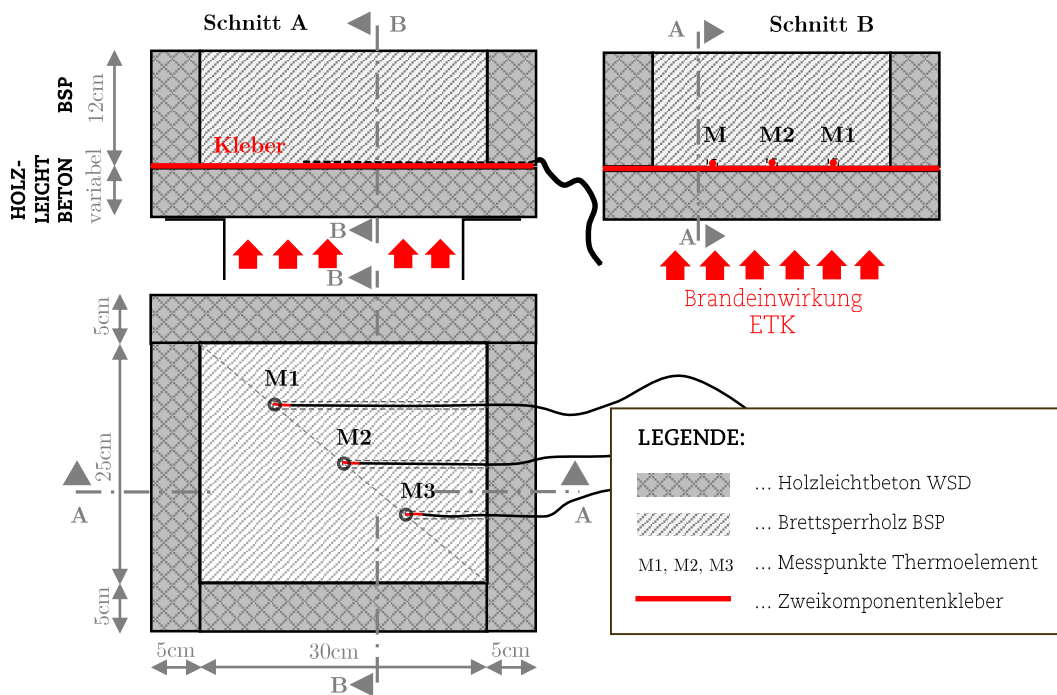 Schnitt A
B
A
Schnitt B
BSP
12cm
Kleber
M
M2
M1
HOLZ-
LEICHT
BETON
variabel
B
A
B
Brandeinwirkung
ETK
5cm
M1
M2
M3
25cm
A
A
5cm
5cm
30cm
5cm
B
LEGENDE:
... Holzleichtbeton WSD
... Brettsperrholz BSP
M1, M2, M3 ... Messpunkte Thermoelement
... Zweikomponentenkleber